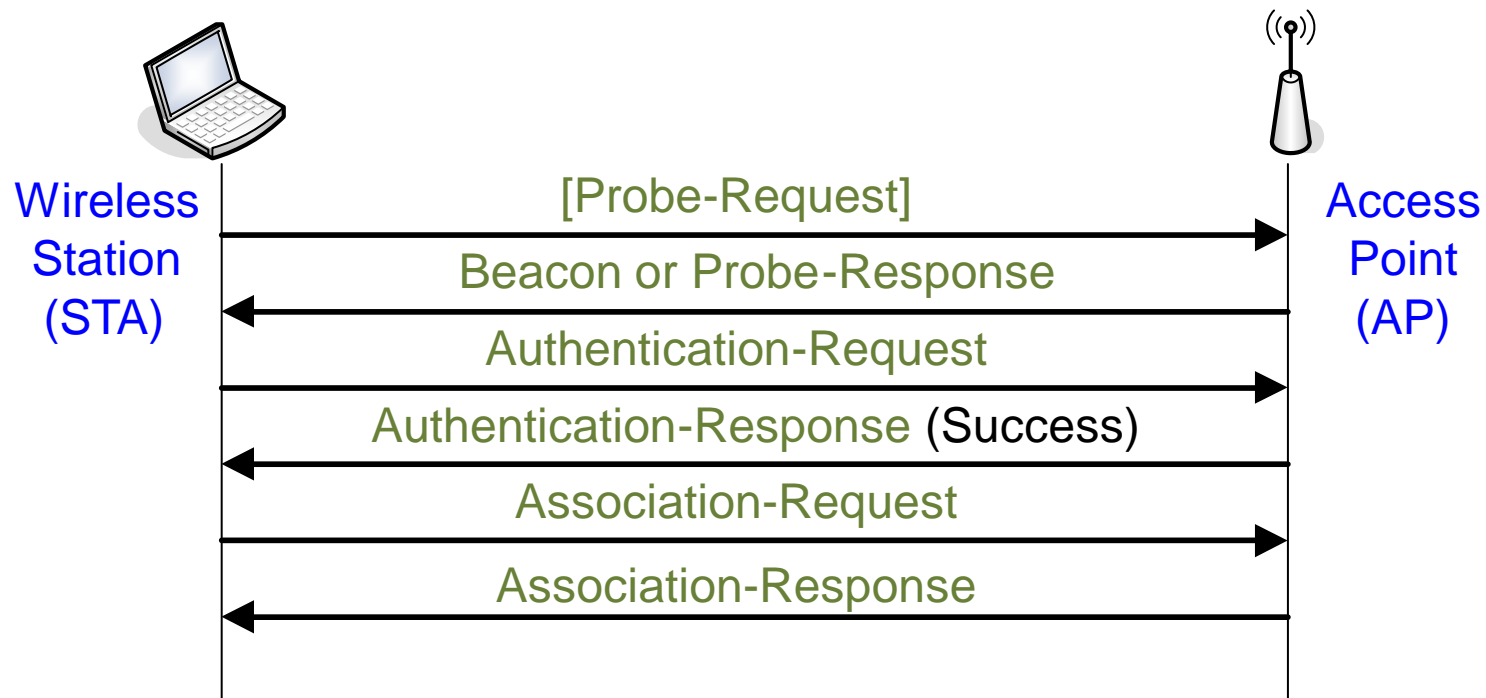 Wireless
Station
(STA)
[Probe-Request]
Beacon or Probe-Response
Authentication-Request
Authentication-Response (Success)
Association-Request
Association-Response
Access
Point
(AP)